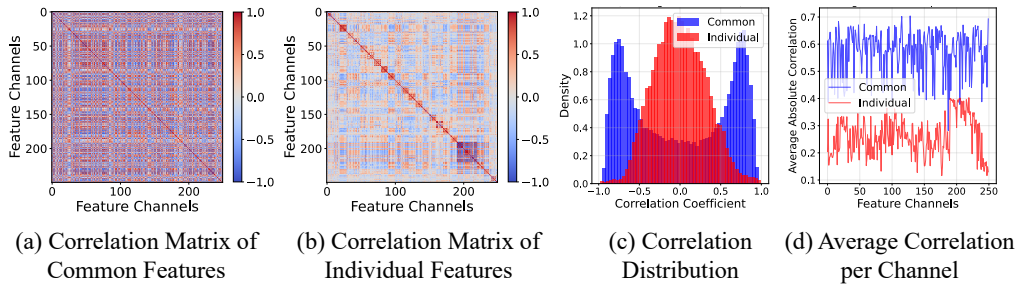 0
50
100
150
200
0
100
200
Feature Channels
Feature Channels
1.0
0.5
0.0
−0.5
−1.0
0
50
100
150
200
0
100
200
Feature Channels
Feature Channels
1.0
0.5
0.0
−0.5
−1.0
Common
Individual
1.2
1.0
0.8
0.6
0.4
0.2
0.0
Density
−1.0 −0.5 0.0 0.5 1.0
Correlation Coefficient
Common
Individual
0.7
0.6
0.5
0.4
0.3
0.2
0.1
Average Absolute Correlation
0 50 100 150 200 250
Feature Channels
(a) Correlation Matrix of
Common Features
(b) Correlation Matrix of
Individual Features
(c) Correlation
Distribution
(d) Average Correlation
per Channel